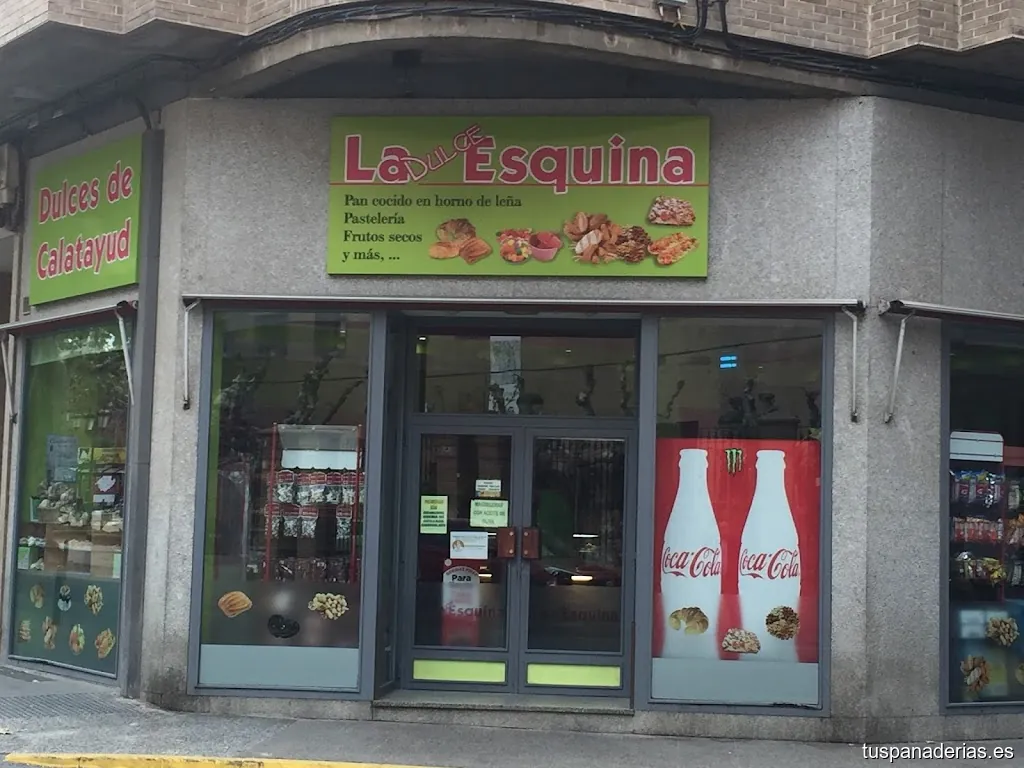 Dulces de
Calatayud
La DULCE Esquina
Pan cocido en horno de leña
Pastelería
Frutos secos
y más, ...
Para
Esquina
Coca-Cola
Coca-Cola
tuspanaderias.es